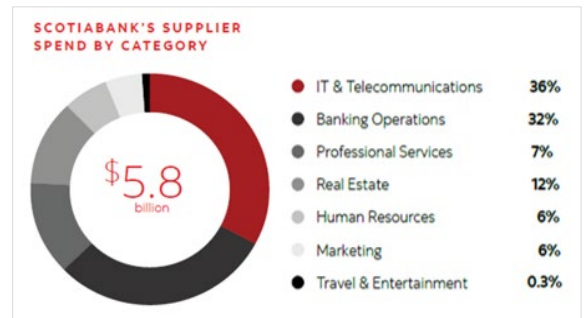 SCOTIABANK'S SUPPLIER
SPEND BY CATEGORY
$5.8
billion
IT & Telecommunications 36%
Banking Operations 32%
Professional Services 7%
Real Estate 12%
Human Resources 6%
Marketing 6%
Travel & Entertainment 0.3%